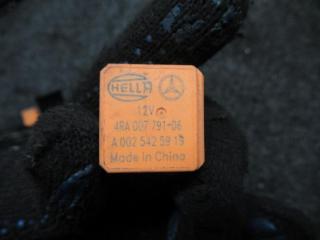 HELLA
12V
4RA 007 791-06
A 002 542 59 19
Made in China